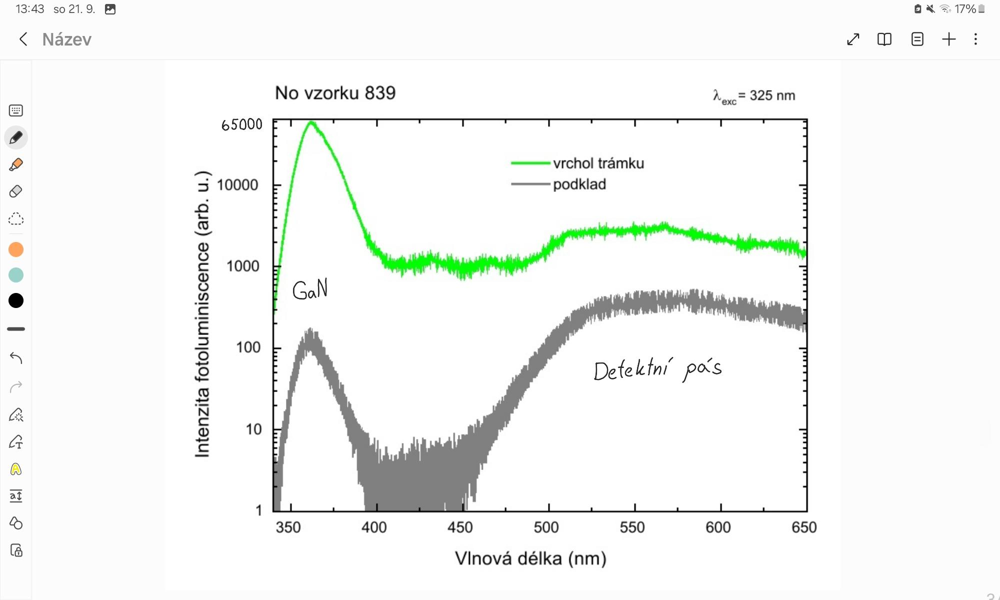 13:43 so 21. 9. 17%
Název
No vzorku 839
λexc = 325 nm
65000
vrchol trámku
podklad
10000
1000
GaN
100
Detektní pás
10
1
Intenzita fotoluminiscence (arb. u.)
350 400 450 500 550 600 650
Vlnová délka (nm)